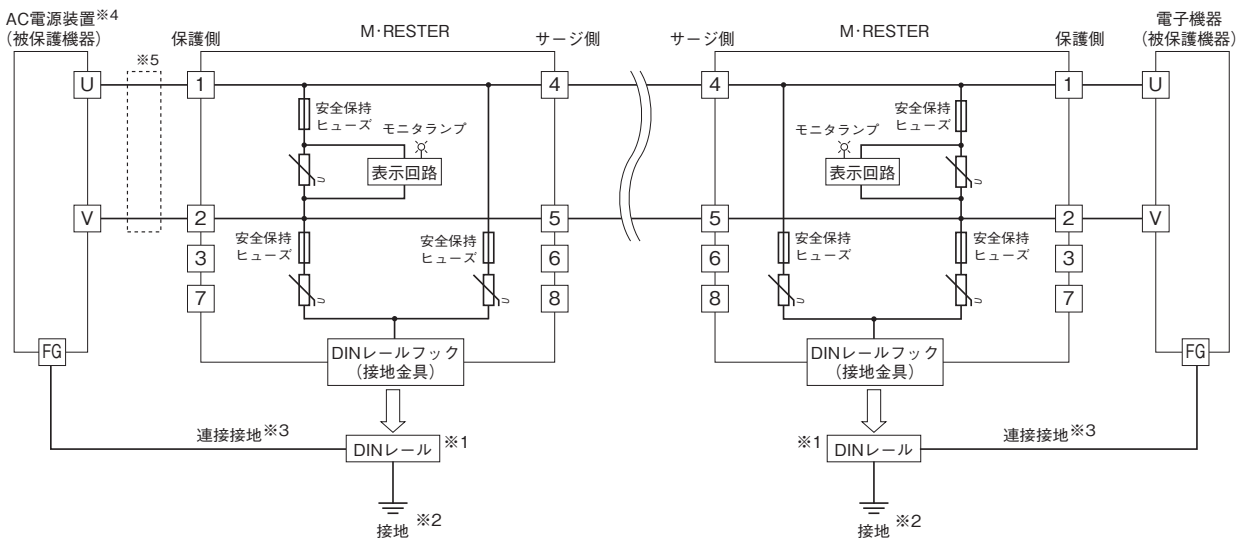 AC電源装置※4
(被保護機器)
保護側
M·RESTER
サージ側
サージ側
M·RESTER
保護側
電子機器
(被保護機器)
※5
U
1
4
4
1
U
安全保持
ヒューズ
モニタランプ
表示回路
モニタランプ
表示回路
安全保持
ヒューズ
V
2
5
5
2
V
3
安全保持
ヒューズ
安全保持
ヒューズ
6
6
安全保持
ヒューズ
安全保持
ヒューズ
3
7
8
8
7
FG
DINレールフック
(接地金具)
DINレールフック
(接地金具)
FG
連接接地※3
DINレール
※1
※1
DINレール
連接接地※3
接地
※2
接地
※2